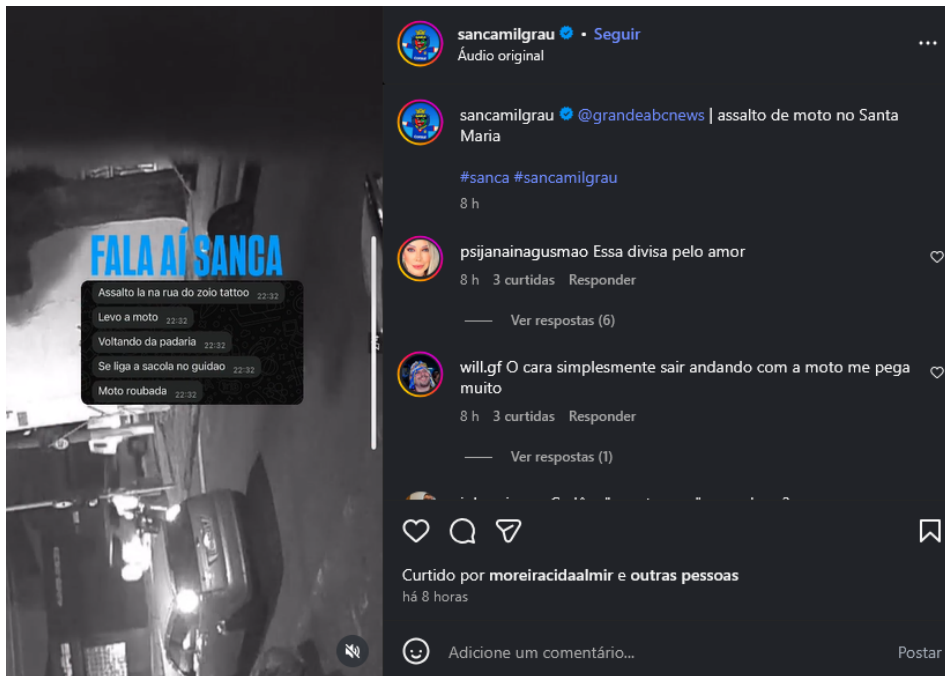 sancamilgrau • Seguir
Áudio original
sancamilgrau @grandeabcnews | assalto de moto no Santa
Maria
#sanca #sancamilgrau
8 h
psijanainagusmao Essa divisa pelo amor
8 h 3 curtidas Responder
Ver respostas (6)
will.gf O cara simplesmente sair andando com a moto me pega
muito
8 h 3 curtidas Responder
Ver respostas (1)
Curtido por moreiracidaalmir e outras pessoas
há 8 horas
Adicione um comentário... Postar
FALA AÍ SANCA
Assalto la na rua do zoio tattoo 22:32
Levo a moto 22:32
Voltando da padaria 22:32
Se liga a sacola no guidao 22:32
Moto roubada 22:32